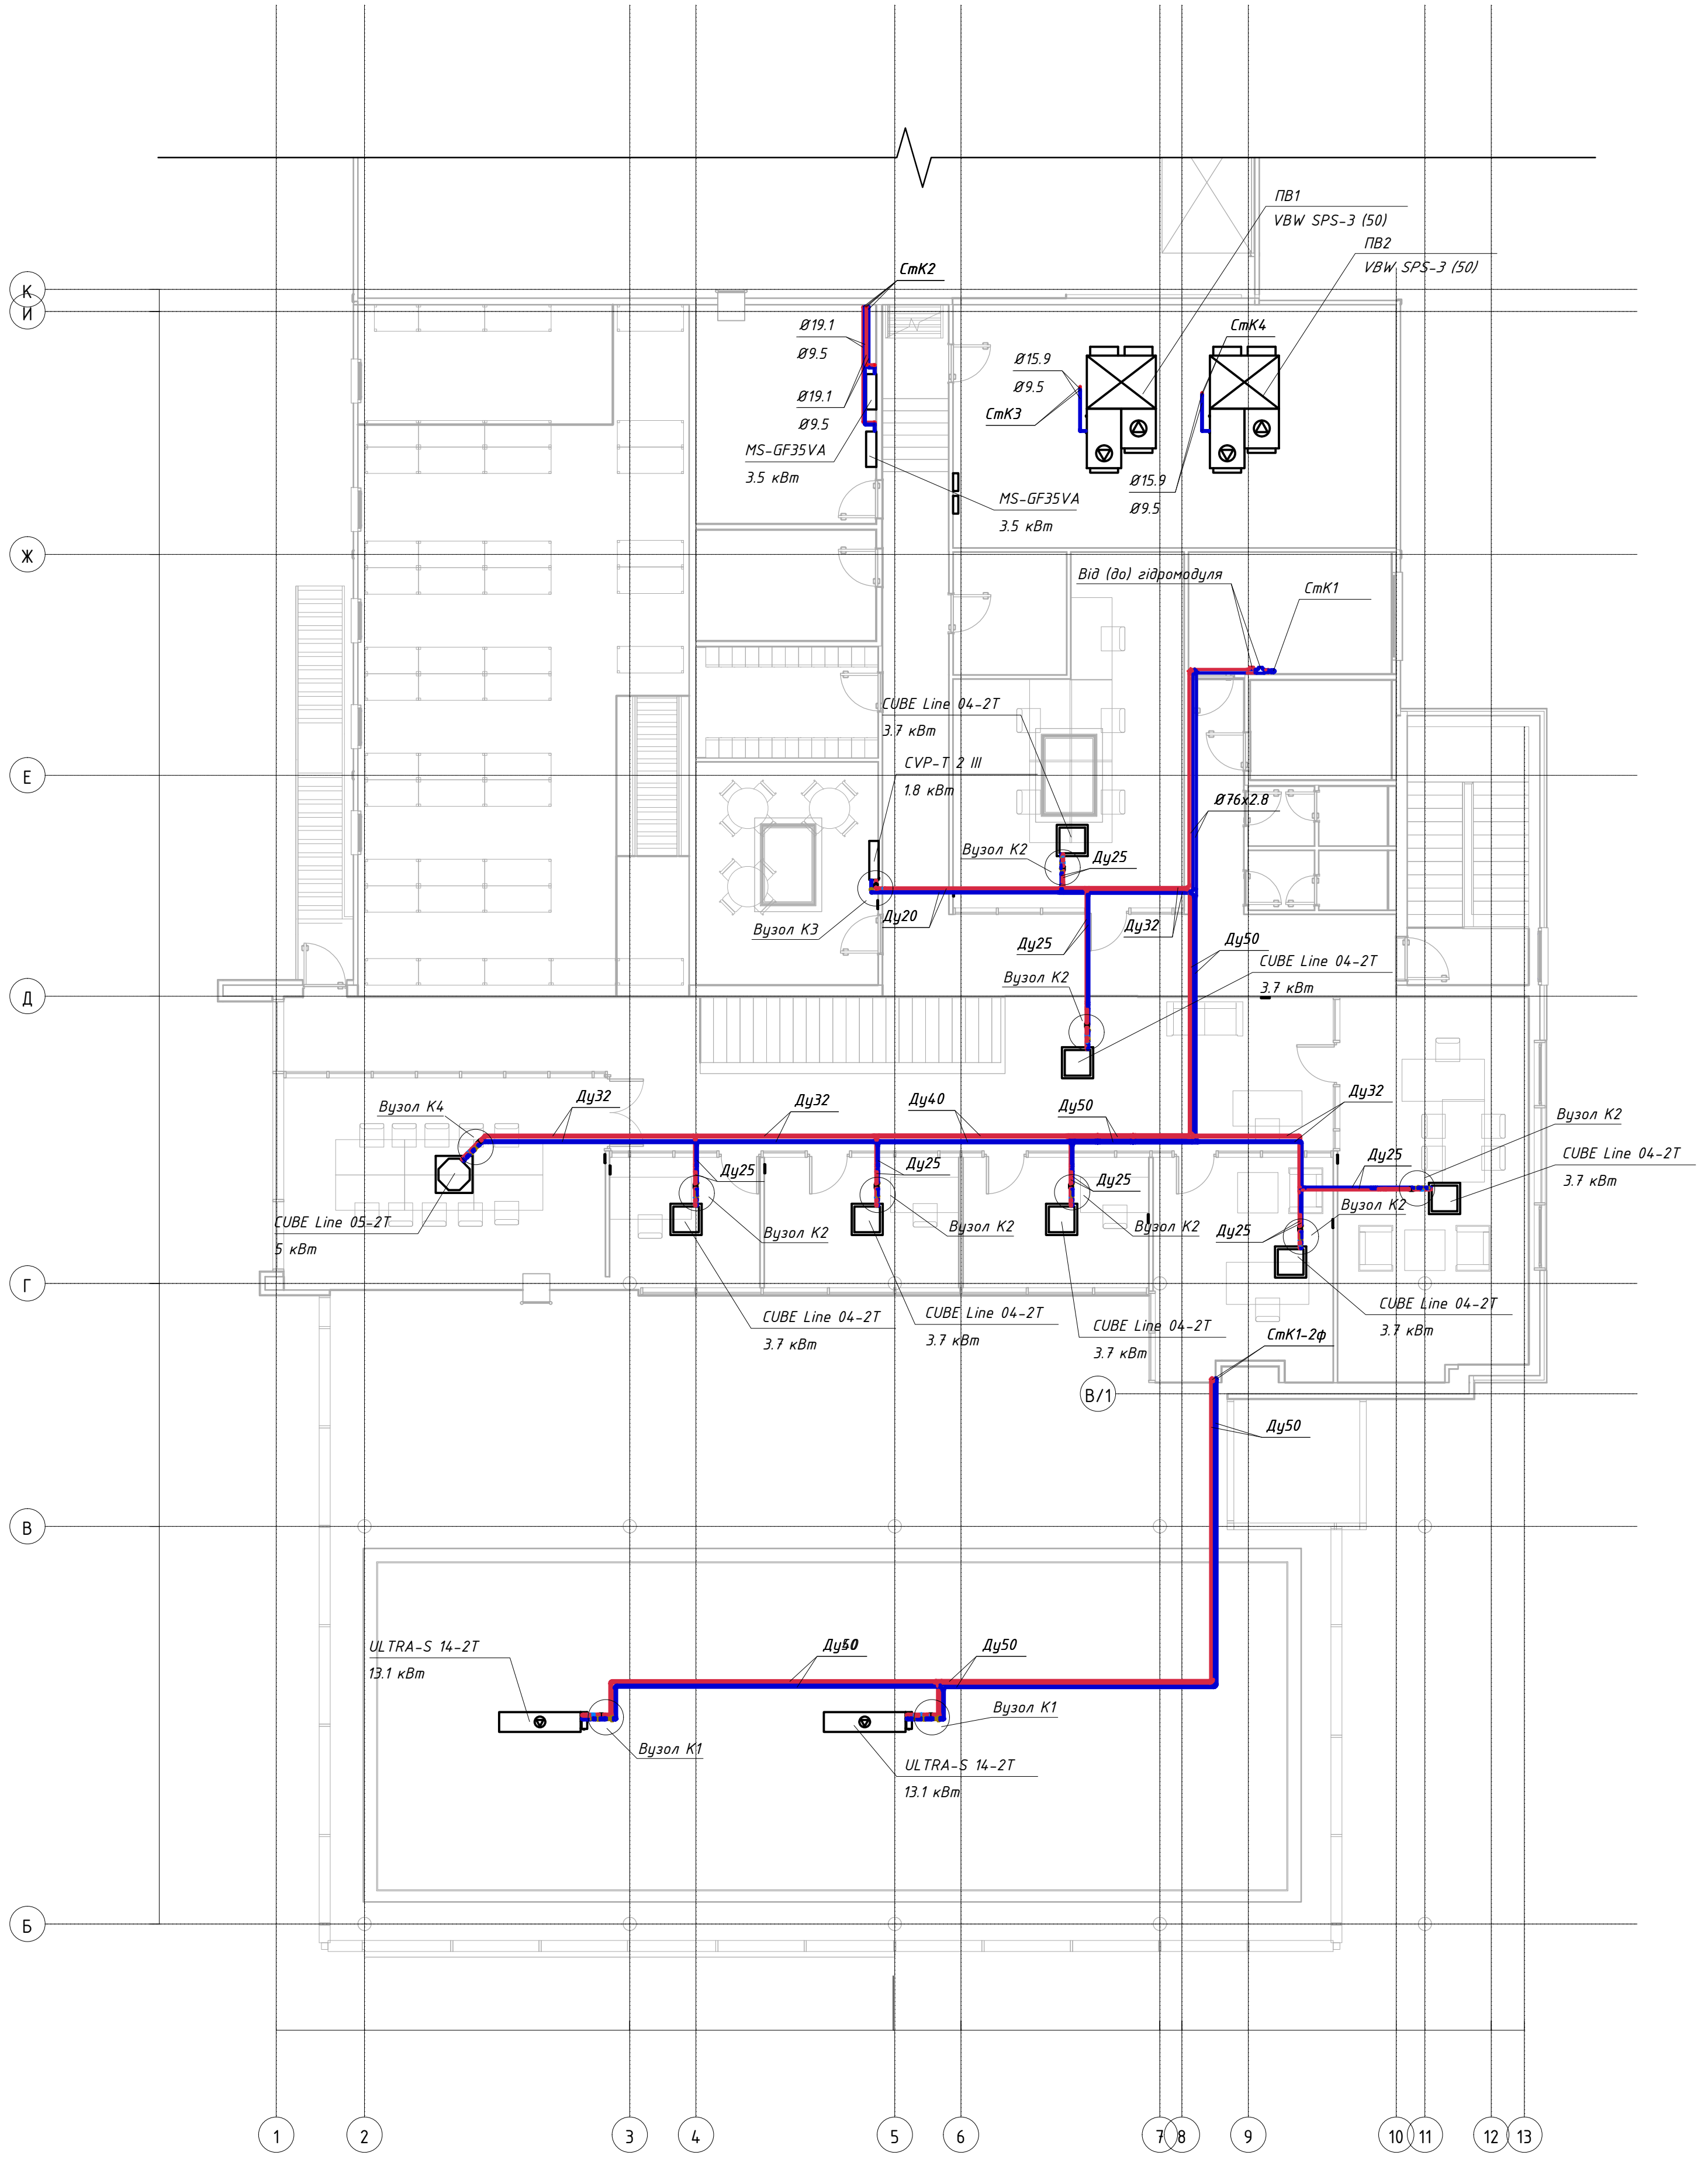 ПВ1
VBW SPS-3 (50)
ПВ2
VBW SPS-3 (50)
СтК2
К
И
Ø19.1
Ø9.5
СтК4
Ø15.9
Ø9.5
СтК3
Ø19.1
Ø9.5
MS-GF35VA
3.5 кВт
Ø15.9
Ø9.5
MS-GF35VA
3.5 кВт
Ж
Від (до) гідромодуля
СтК1
CUBE Line 04-2T
3.7 кВт
Е
CVP-T 2 III
1.8 кВт
Ø76x2.8
Вузол К2
Ду25
Вузол К3
Ду20
Ду25
Ду32
Ду50
CUBE Line 04-2T
3.7 кВт
Вузол К2
Д
Вузол К4
Ду32
Ду32
Ду40
Ду50
Ду32
Вузол К2
CUBE Line 04-2T
3.7 кВт
Ду25
Ду25
Ду25
Ду25
Вузол К2
Вузол К2
Вузол К2
Вузол К2
Ду25
CUBE Line 05-2T
5 кВт
Г
CUBE Line 04-2T
3.7 кВт
CUBE Line 04-2T
3.7 кВт
CUBE Line 04-2T
3.7 кВт
CUBE Line 04-2T
3.7 кВт
СтК1-2ф
В/1
Ду50
В
ULTRA-S 14-2T
13.1 кВт
Ду50
Вузол К1
Вузол К1
ULTRA-S 14-2T
13.1 кВт
Б
1 2 3 4 5 6 7 8 9 10 11 12 13